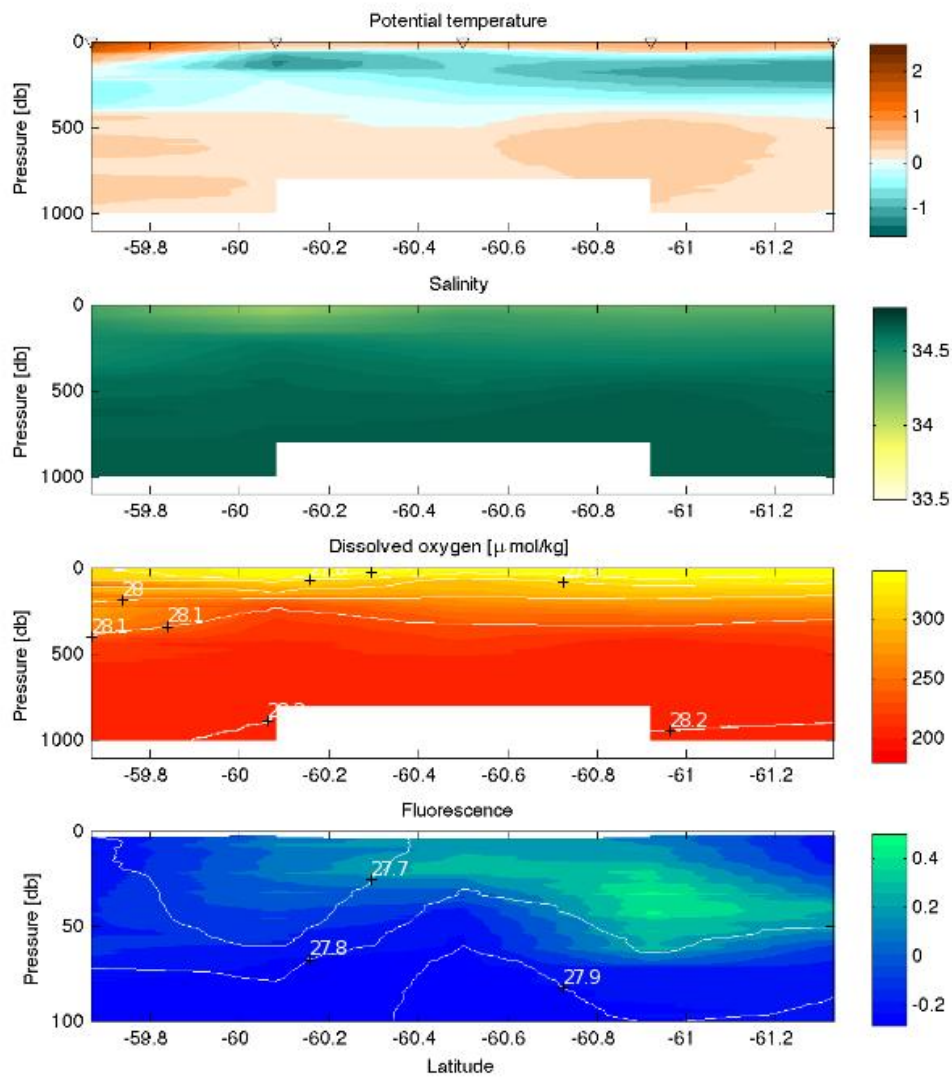 Potential temperature
Pressure [db]
0
500
1000
-59.8 -60 -60.2 -60.4 -60.6 -60.8 -61 -61.2
2
1
0
-1
Salinity
Pressure [db]
0
500
1000
-59.8 -60 -60.2 -60.4 -60.6 -60.8 -61 -61.2
34.5
34
33.5
Dissolved oxygen [μ mol/kg]
Pressure [db]
0
500
1000
28
28.1
28.1
28.2
-59.8 -60 -60.2 -60.4 -60.6 -60.8 -61 -61.2
300
250
200
Fluorescence
Pressure [db]
0
50
100
27.7
27.8
27.9
-59.8 -60 -60.2 -60.4 -60.6 -60.8 -61 -61.2
0.4
0.2
0
-0.2
Latitude